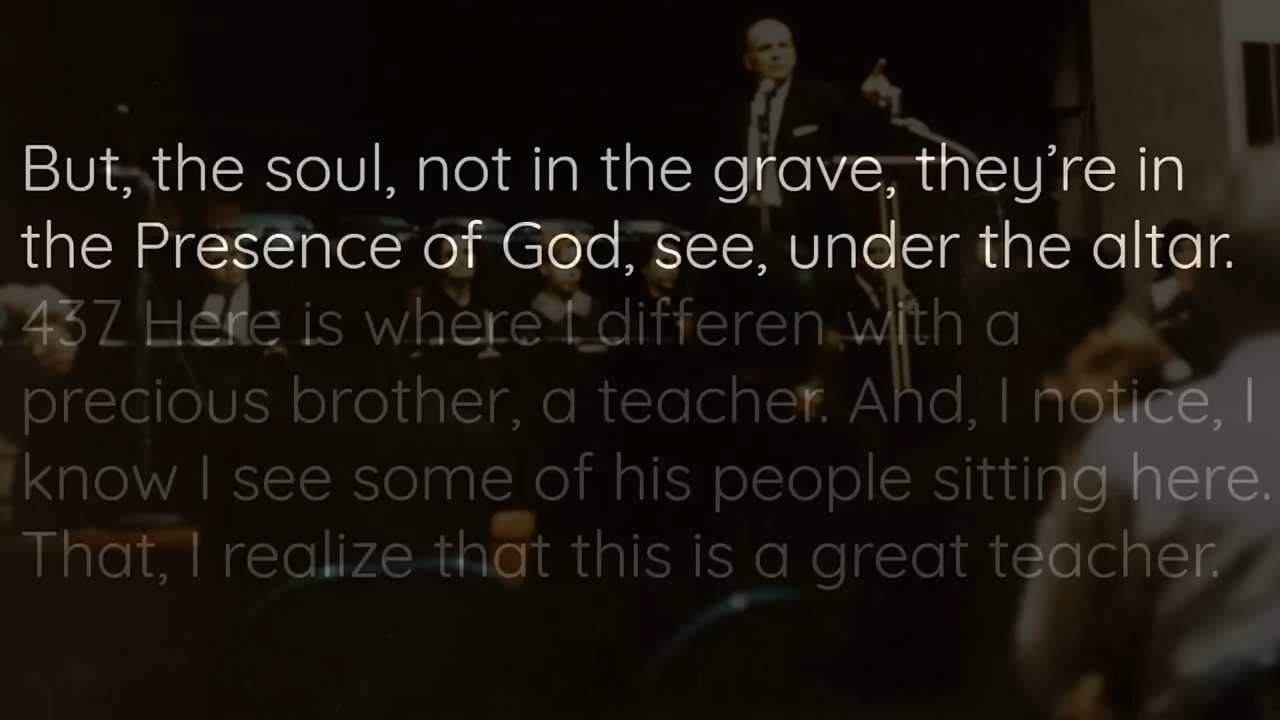 But, the soul, not in the grave, they’re in
the Presence of God, see, under the altar.
437 Here is where I differen with a
precious brother, a teacher. And, I notice, I
know I see some of his people sitting here.
That, I realize that this is a great teacher.